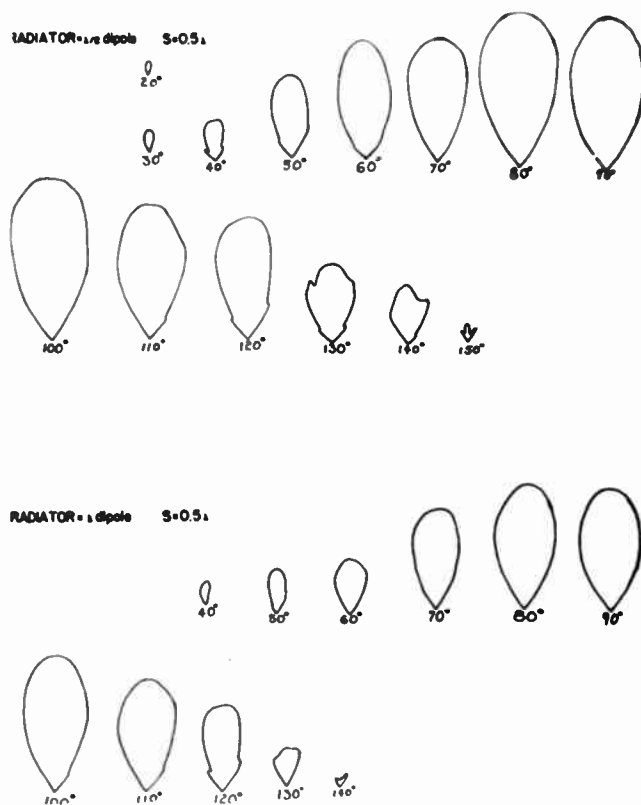 RADIATOR = λ/2 dipole S=0.5λ
20°
30° 40° 50° 60° 70° 80° 90°
100° 110° 120° 130° 140° 150°
RADIATOR = λ dipole S=0.5λ
40° 50° 60° 70° 80° 90°
100° 110° 120° 130° 140°